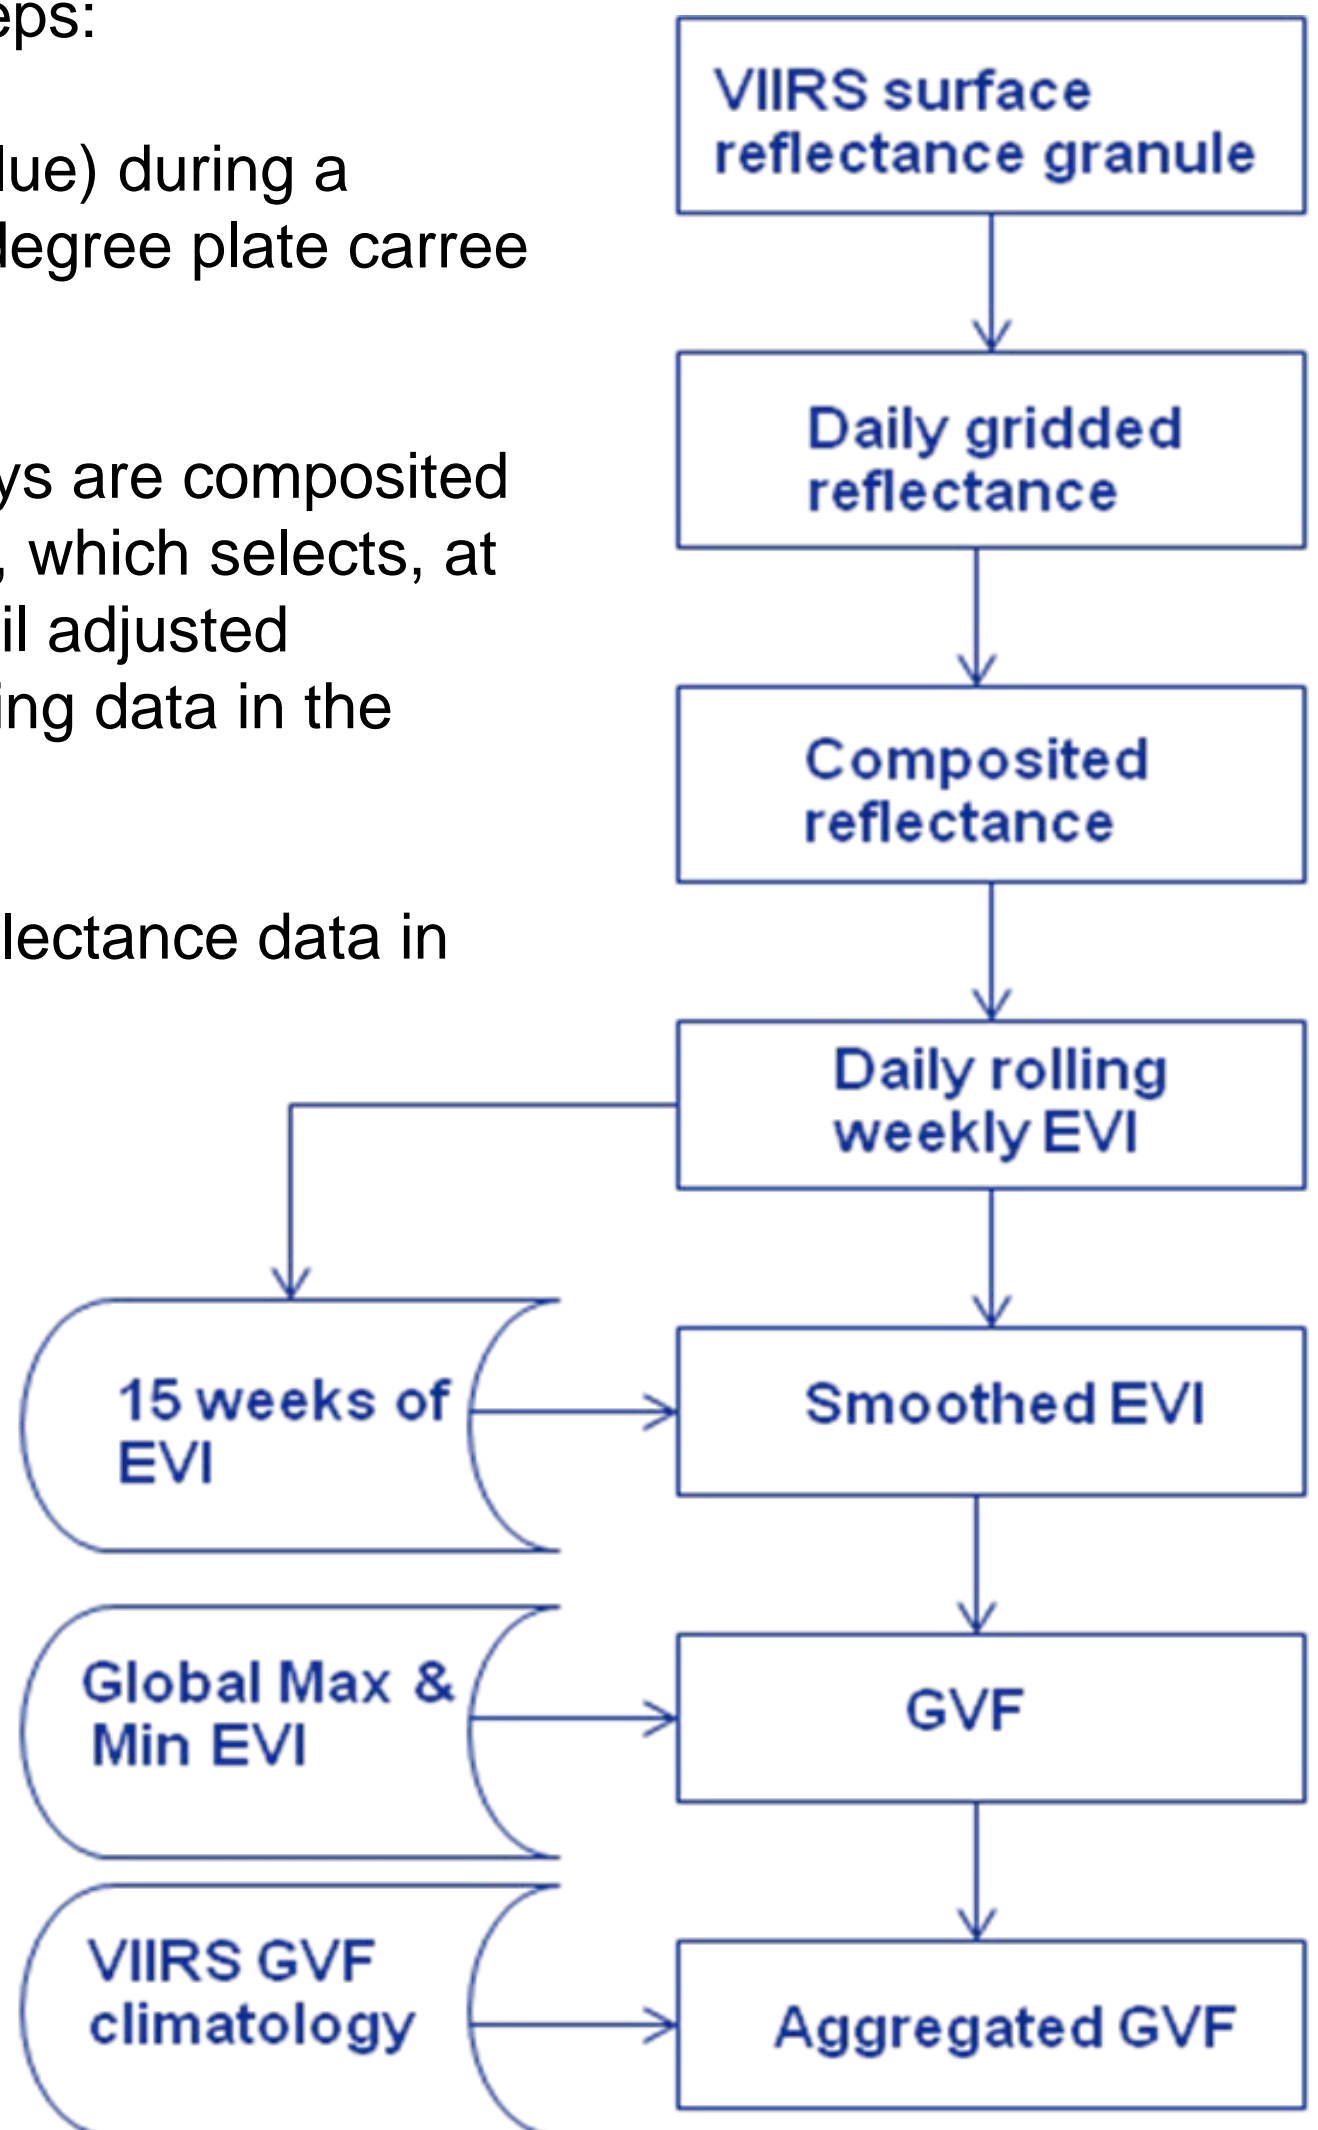 eps:
lue) during a
degree plate carree
ys are composited
, which selects, at
il adjusted
ing data in the
lectance data in
VIIRS surface
reflectance granule
Daily gridded
reflectance
Composited
reflectance
Daily rolling
weekly EVI
15 weeks of
EVI
Smoothed EVI
Global Max &
Min EVI
GVF
VIIRS GVF
climatology
Aggregated GVF